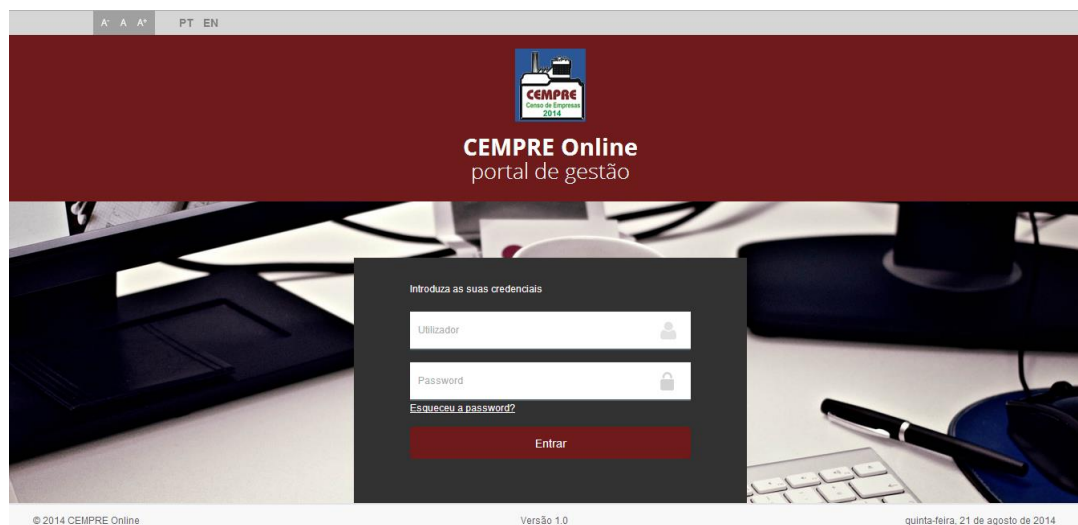 A- A A+ PT EN
CEMPRE
Censo de Empresas
2014
CEMPRE Online
portal de gestão
Introduza as suas credenciais
Utilizador
Password
Esqueceu a password?
Entrar
© 2014 CEMPRE Online Versão 1.0 quinta-feira, 21 de agosto de 2014